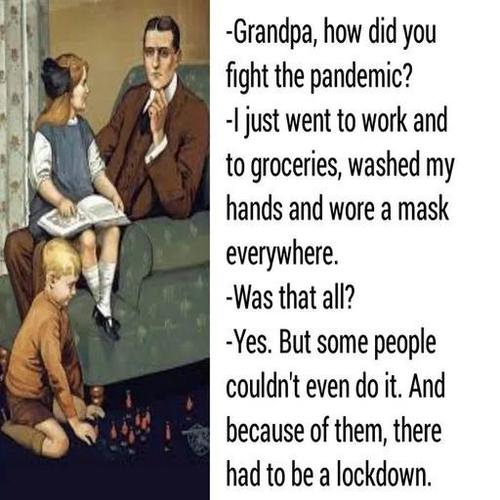 -Grandpa, how did you
fight the pandemic?
-I just went to work and
to groceries, washed my
hands and wore a mask
everywhere.
-Was that all?
-Yes. But some people
couldn't even do it. And
because of them, there
had to be a lockdown.